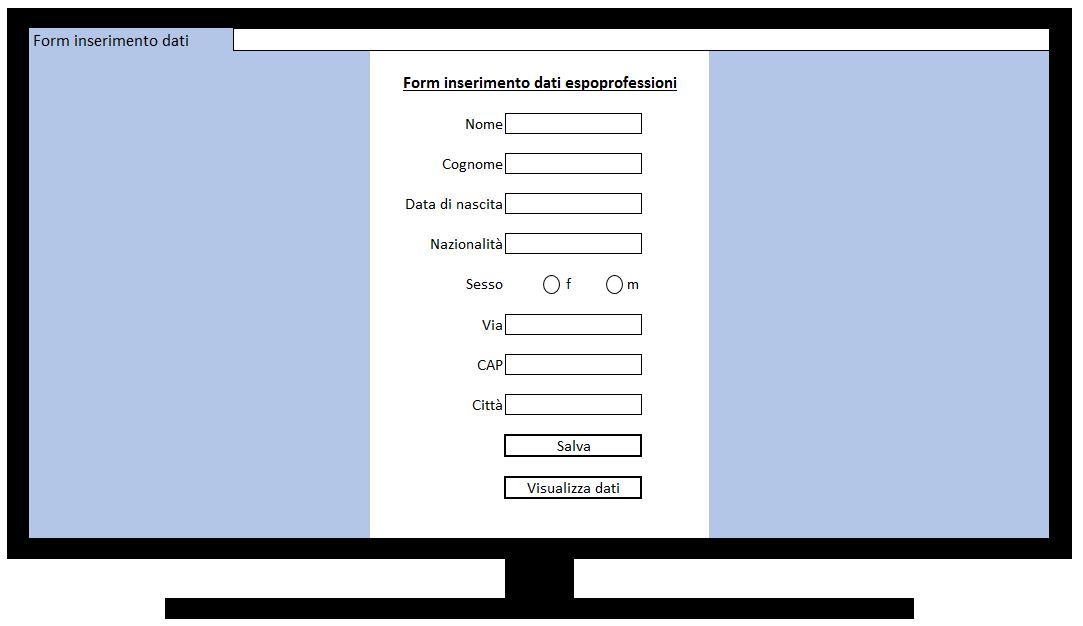 Form inserimento dati
Form inserimento dati espoprofessioni
Nome
Cognome
Data di nascita
Nazionalità
Sesso f m
Via
CAP
Città
Salva
Visualizza dati